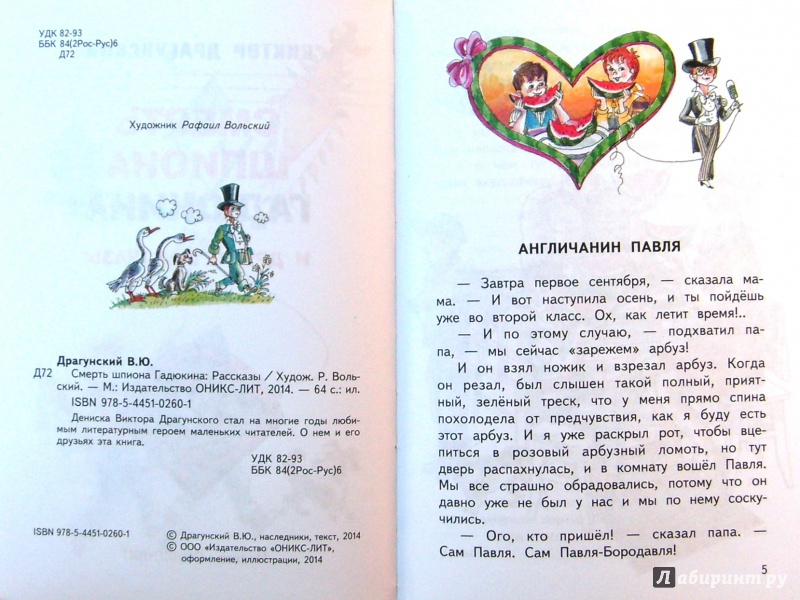 УДК 82-93
ББК 84(2Рос-Рус)6
Д72
Художник Рафаил Вольский
Драгунский В.Ю.
Д72 Смерть шпиона Гадюкина: Рассказы / Худож. Р. Воль-
ский. — М.: Издательство ОНИКС-ЛИТ, 2014. — 64 с.: ил.
ISBN 978-5-4451-0260-1
Дениска Виктора Драгунского стал на многие годы люби-
мым литературным героем маленьких читателей. О нем и его
друзьях эта книга.
УДК 82-93
ББК 84(2Рос-Рус)6
ISBN 978-5-4451-0260-1
© Драгунский В.Ю., наследники, текст, 2014
© ООО «Издательство «ОНИКС-ЛИТ»,
оформление, иллюстрации, 2014
АНГЛИЧАНИН ПАВЛЯ
— Завтра первое сентября, — сказала ма-
ма. — И вот наступила осень, и ты пойдёшь
уже во второй класс. Ох, как летит время!..
— И по этому случаю, — подхватил па-
па, — мы сейчас «зарежем» арбуз!
И он взял ножик и взрезал арбуз. Когда
он резал, был слышен такой полный, прият-
ный, зелёный треск, что у меня прямо спина
похолодела от предчувствия, как я буду есть
этот арбуз. И я уже раскрыл рот, чтобы вце-
питься в розовый арбузный ломоть, но тут
дверь распахнулась, и в комнату вошёл Павля.
Мы все страшно обрадовались, потому что он
давно уже не был у нас и мы по нему соску-
чились.
— Ого, кто пришёл! — сказал папа. —
Сам Павля. Сам Павля-Бородавля!
5
Лабиринт.ру